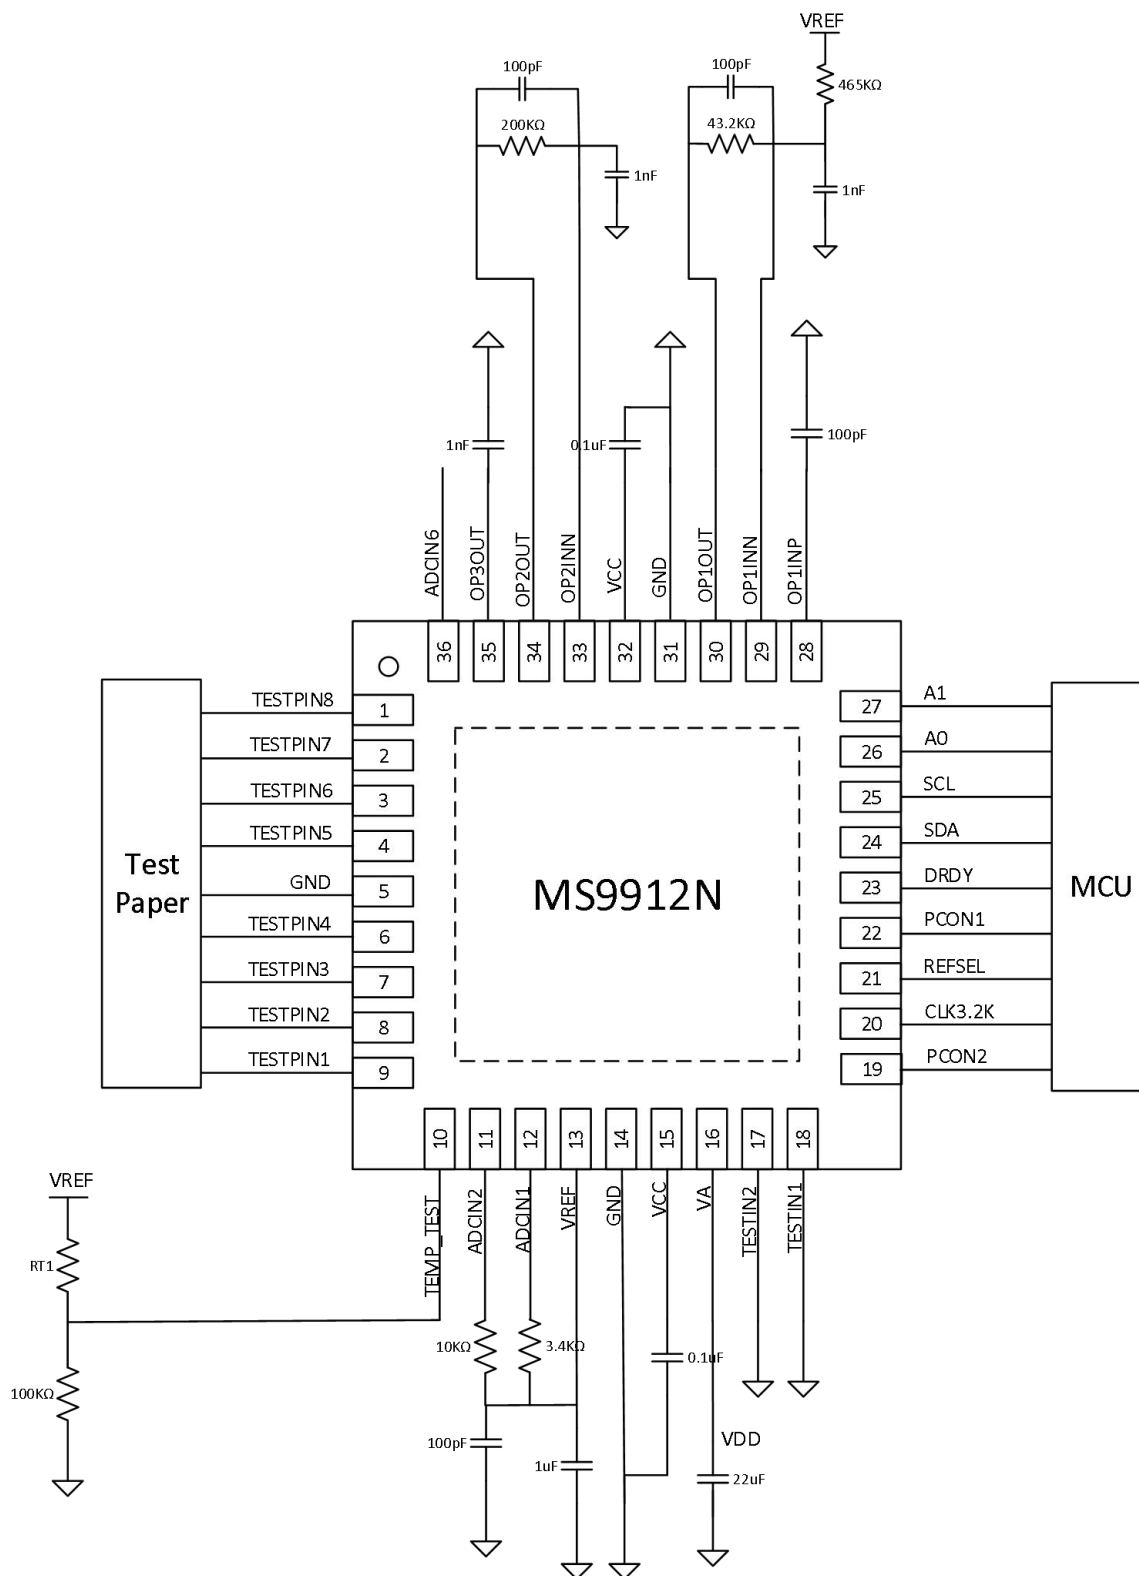 VREF
100pF
100pF
465KΩ
200KΩ
43.2KΩ
1nF
1nF
1nF
0.1uF
100pF
ADCIN6
OP3OUT
OP2OUT
OP2INN
VCC
GND
OP1OUT
OP1INN
OP1INP
36
35
34
33
32
31
30
29
28
Test
Paper
TESTPIN8
TESTPIN7
TESTPIN6
TESTPIN5
GND
TESTPIN4
TESTPIN3
TESTPIN2
TESTPIN1
1
2
3
4
5
6
7
8
9
MS9912N
27
26
25
24
23
22
21
20
19
A1
A0
SCL
SDA
DRDY
PCON1
REFSEL
CLK3.2K
PCON2
MCU
10
11
12
13
14
15
16
17
18
TEMP_TEST
ADCIN2
ADCIN1
VREF
GND
VCC
VA
TESTIN2
TESTIN1
VREF
RT1
100KΩ
10KΩ
3.4KΩ
0.1uF
100pF
1uF
VDD
22uF